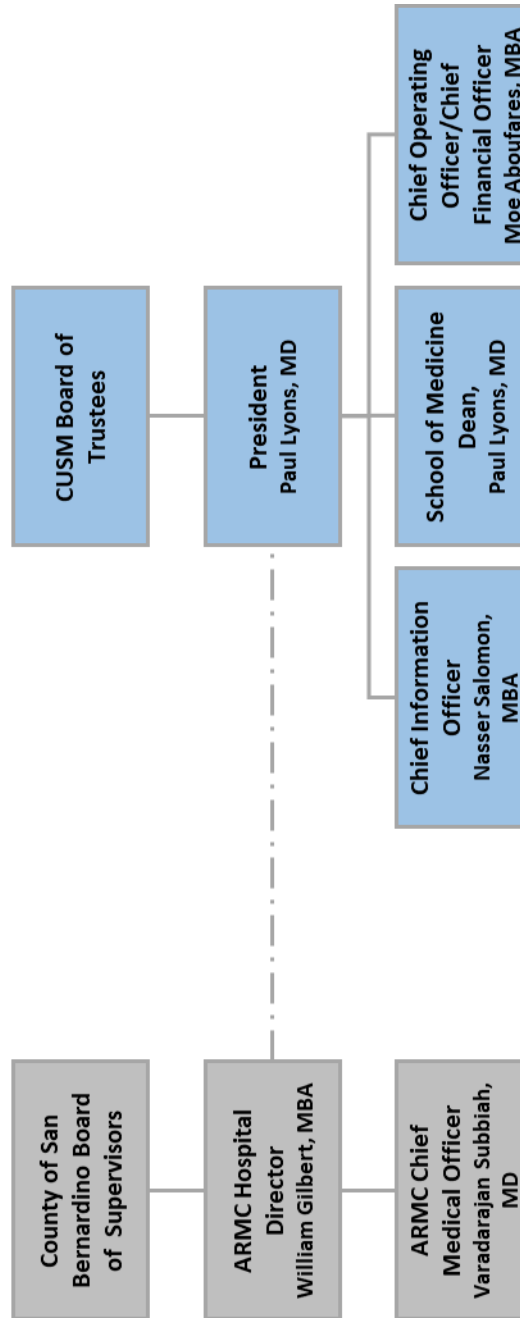 County of San
Bernardino Board
of Supervisors
CUSM Board of
Trustees
ARMC Hospital
Director
William Gilbert, MBA
President
Paul Lyons, MD
ARMC Chief
Medical Officer
Varadarajan Subbiah,
MD
Chief Information
Officer
Nasser Salomon,
MBA
School of Medicine
Dean,
Paul Lyons, MD
Chief Operating
Officer/Chief
Financial Officer
Moe Aboufares, MBA